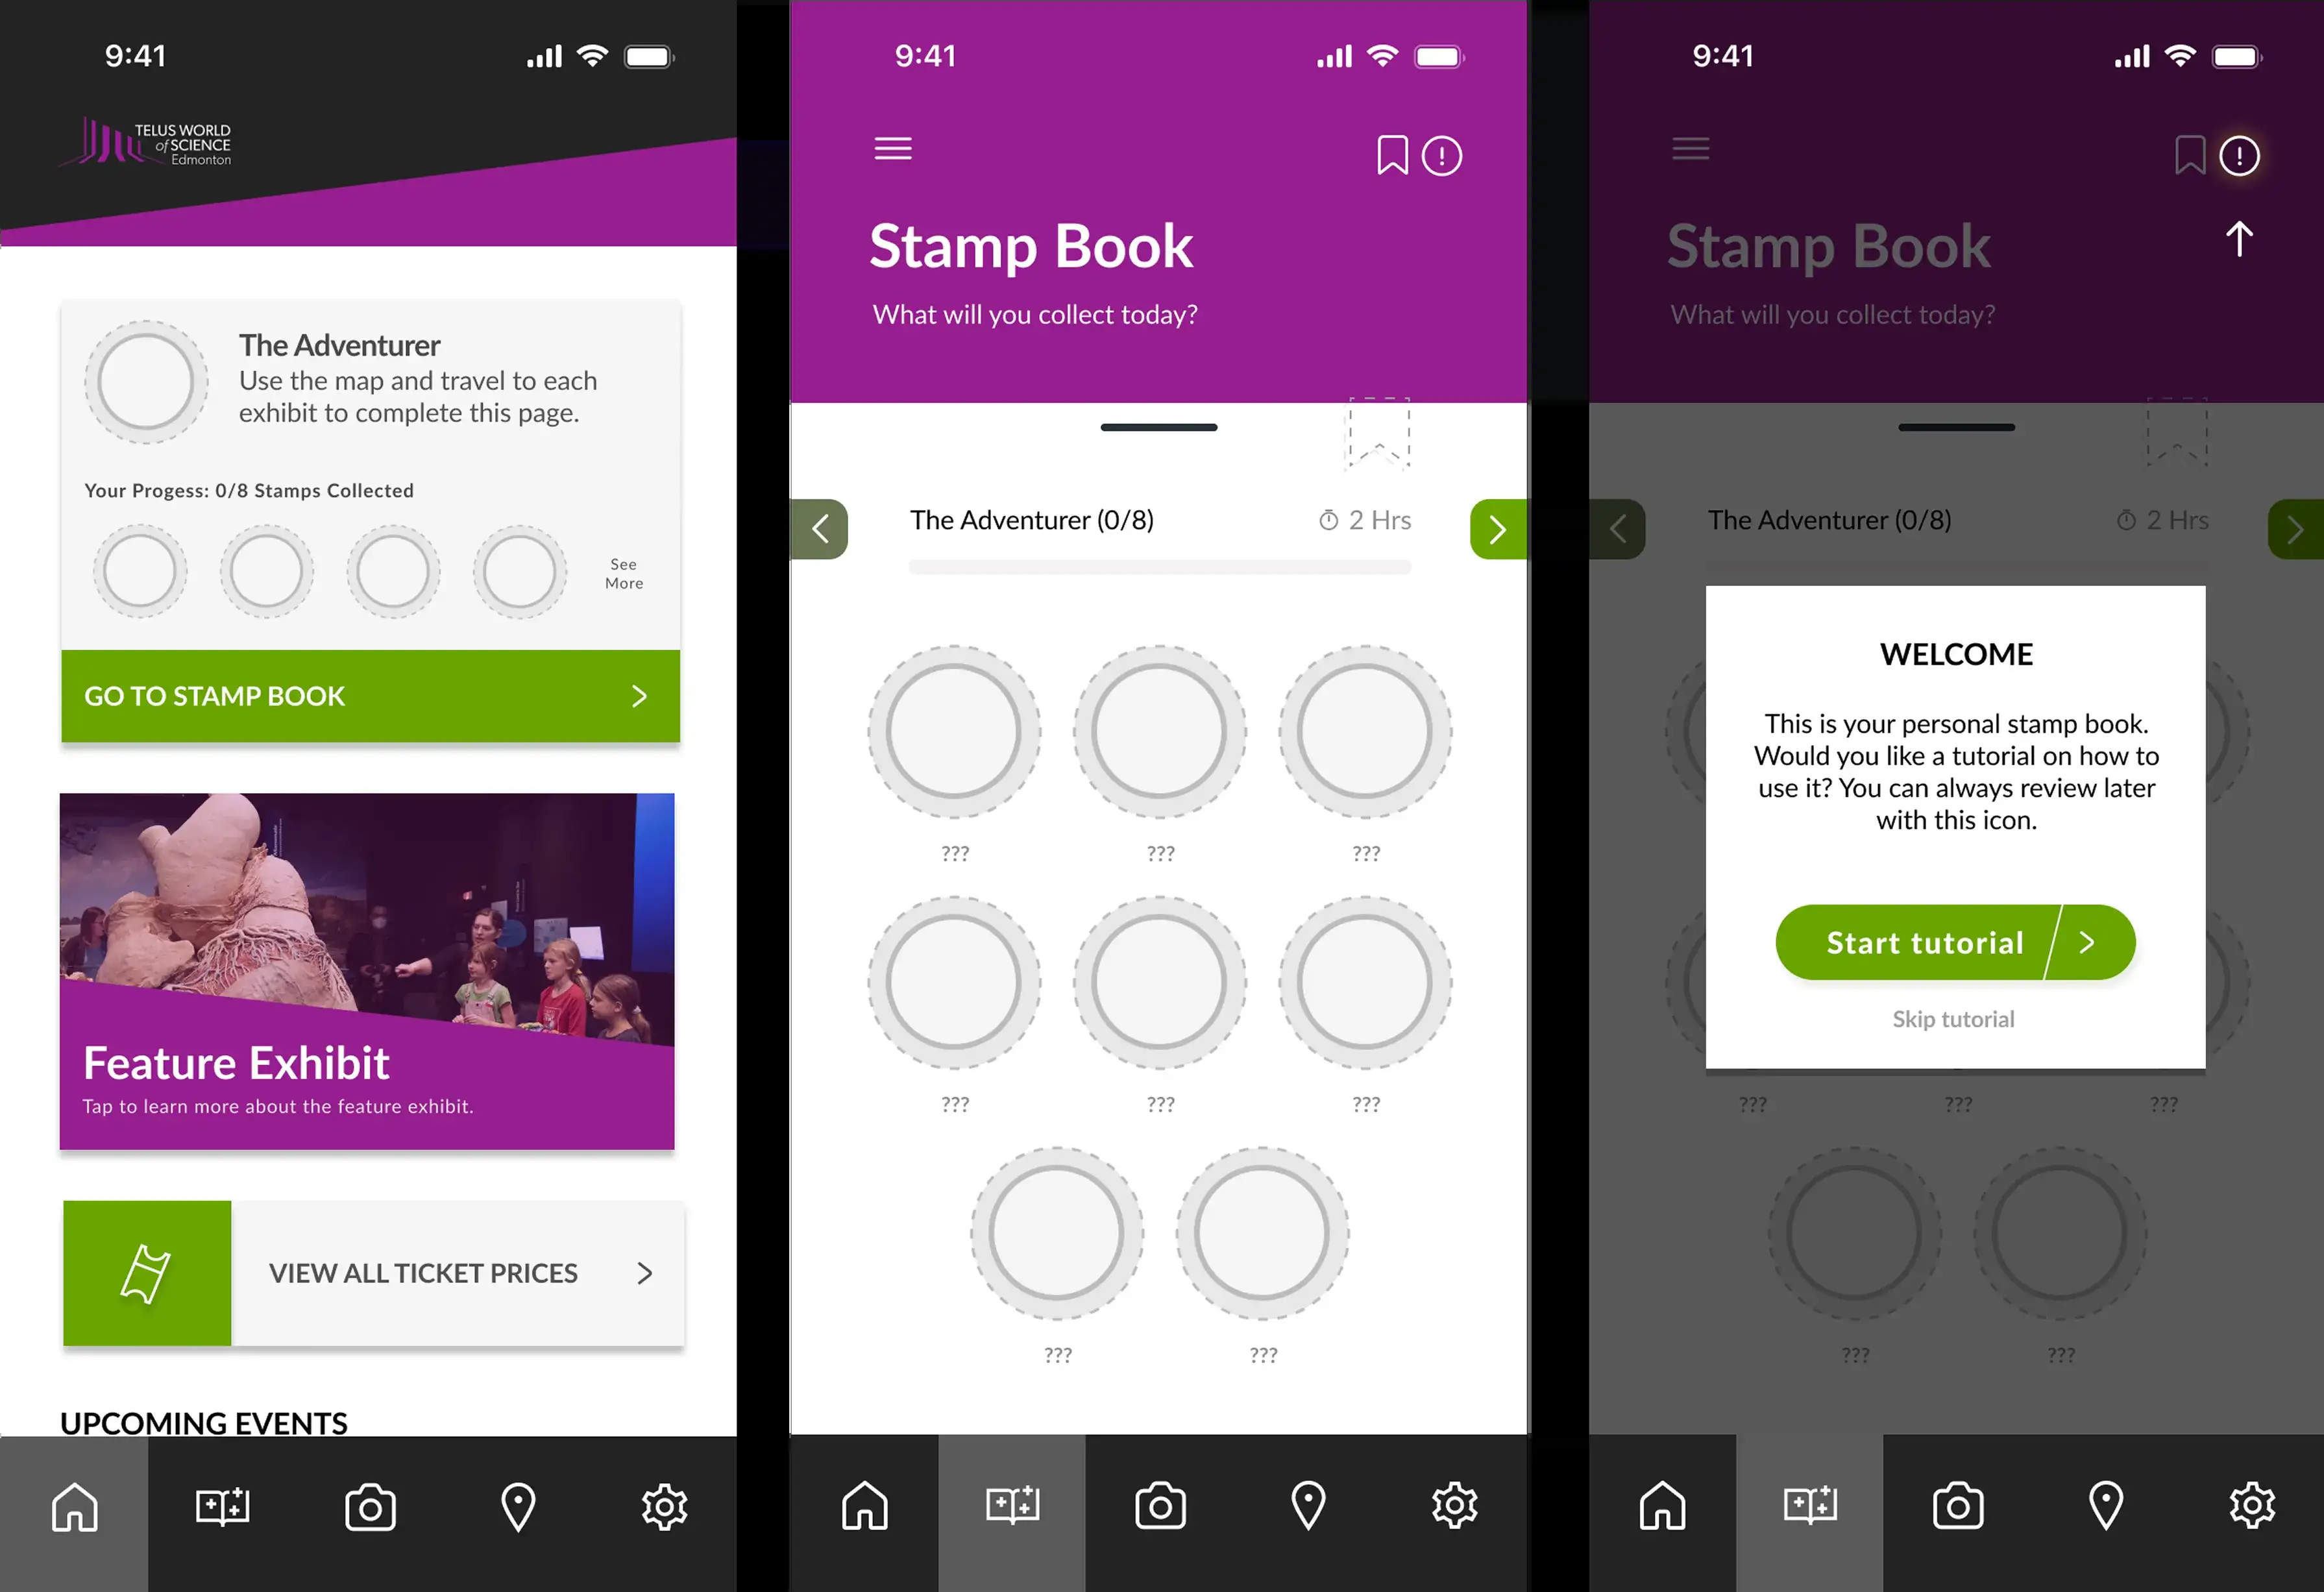 9:41
TELUS WORLD
of SCIENCE
Edmonton
The Adventurer
Use the map and travel to each
exhibit to complete this page.
Your Progess: 0/8 Stamps Collected
See
More
GO TO STAMP BOOK
Feature Exhibit
Tap to learn more about the feature exhibit.
VIEW ALL TICKET PRICES
UPCOMING EVENTS
9:41
Stamp Book
What will you collect today?
The Adventurer (0/8)
2 Hrs
???
???
???
???
???
???
???
???
9:41
Stamp Book
What will you collect today?
The Adventurer (0/8)
2 Hrs
WELCOME
This is your personal stamp book.
Would you like a tutorial on how to
use it? You can always review later
with this icon.
Start tutorial
Skip tutorial
???
???
???
???
???